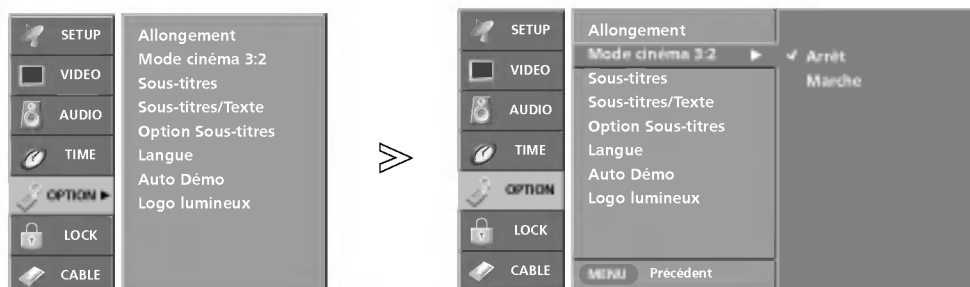 SETUP
VIDEO
AUDIO
TIME
OPTION
LOCK
CABLE
Allongement
Mode cinéma 3:2
Sous-titres
Sous-titres/Texte
Option Sous-titres
Langue
Auto Démo
Logo lumineux
SETUP
VIDEO
AUDIO
TIME
OPTION
LOCK
CABLE
Allongement
Mode cinéma 3:2
Sous-titres
Sous-titres/Texte
Option Sous-titres
Langue
Auto Démo
Logo lumineux
MENU Précédent
Arrêt
Marche